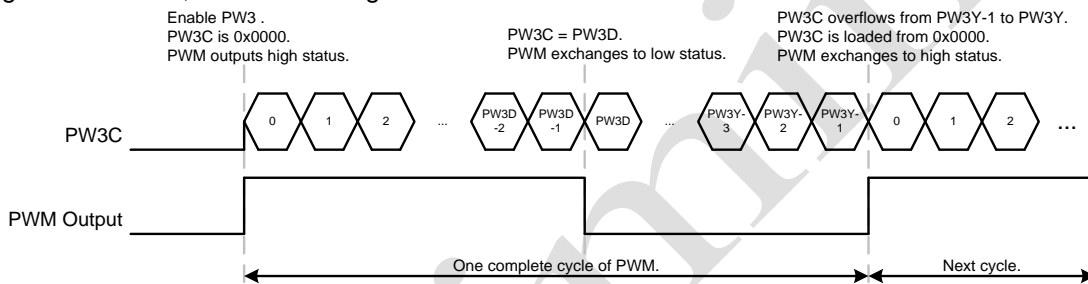 Enable PW3 .
PW3C is 0x0000.
PWM outputs high status.
PW3C = PW3D.
PWM exchanges to low status.
PW3C overflows from PW3Y-1 to PW3Y.
PW3C is loaded from 0x0000.
PWM exchanges to high status.
PW3C
0 1 2 ... PW3D-2 PW3D-1 PW3D ... PW3Y-3 PW3Y-2 PW3Y-1 0 1 2 ...
PWM Output
One complete cycle of PWM.
Next cycle.